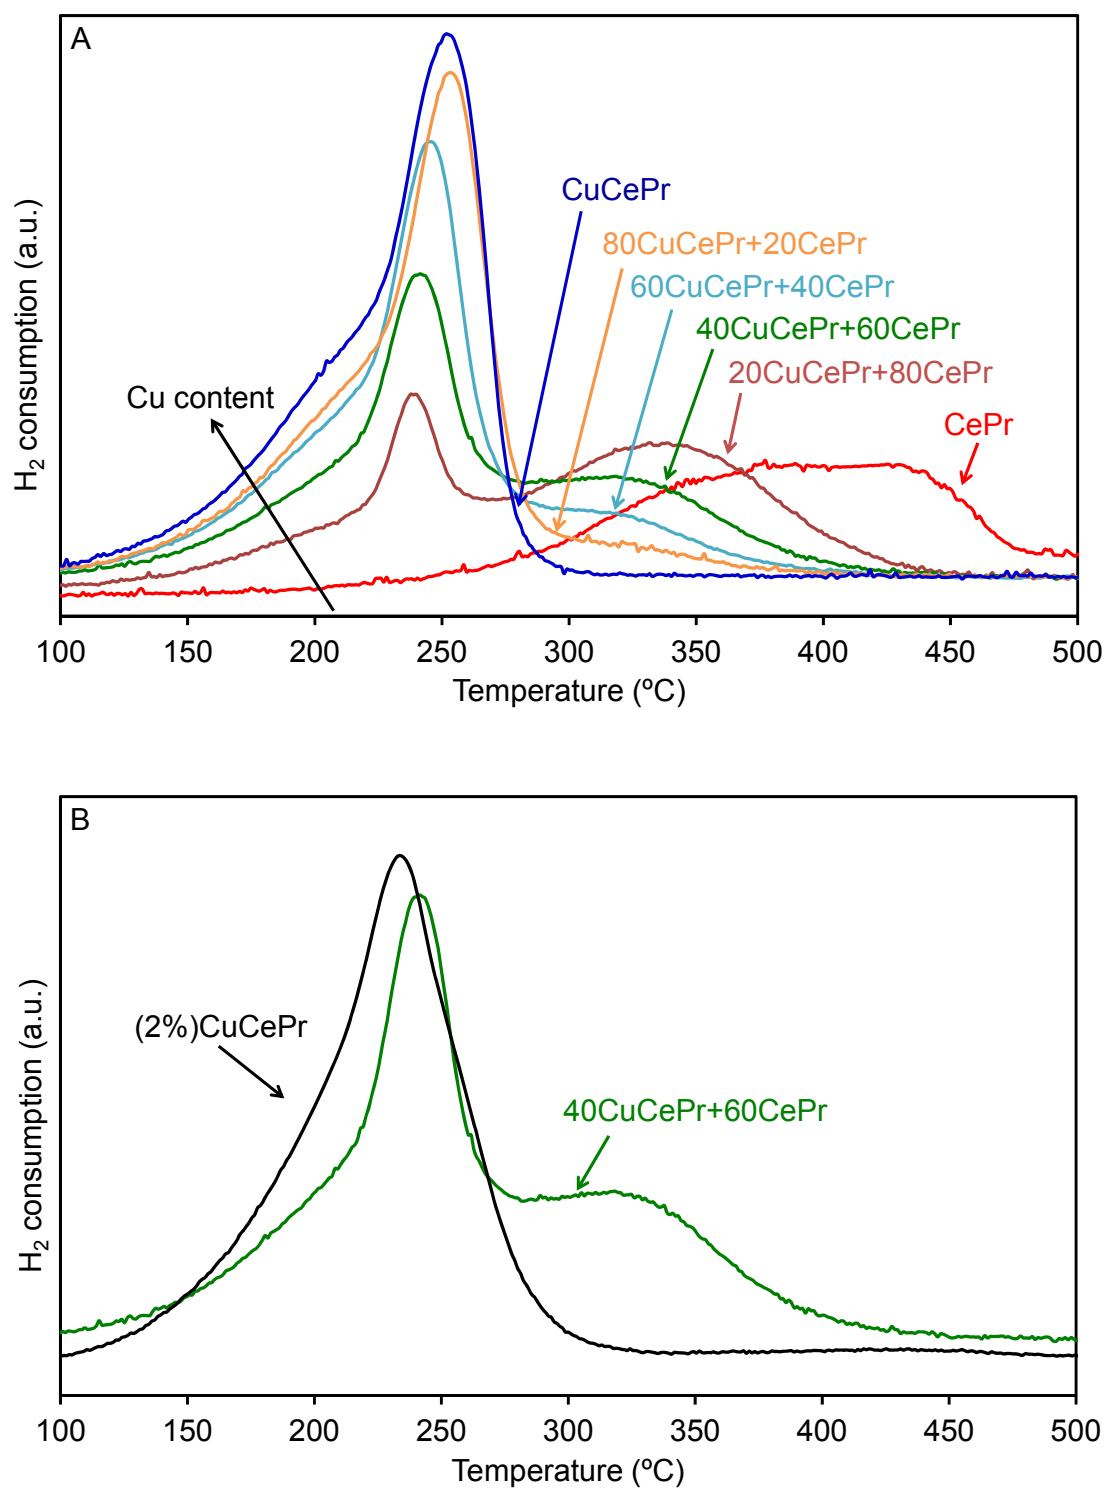 A
CuCePr
80CuCePr+20CePr
60CuCePr+40CePr
40CuCePr+60CePr
20CuCePr+80CePr
CePr
Cu content
H₂ consumption (a.u.)
100 150 200 250 300 350 400 450 500
Temperature (ºC)
B
(2%)CuCePr
40CuCePr+60CePr
H₂ consumption (a.u.)
100 150 200 250 300 350 400 450 500
Temperature (ºC)